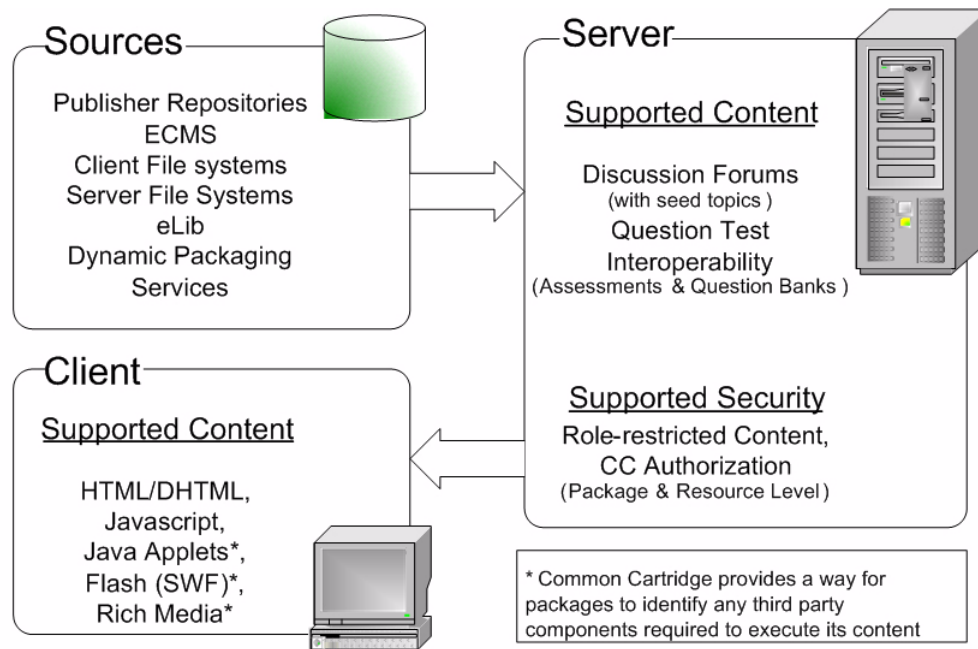 Sources
Publisher Repositories
ECMS
Client File systems
Server File Systems
eLib
Dynamic Packaging
Services
Server
Supported Content
Discussion Forums
(with seed topics )
Question Test
Interoperability
(Assessments & Question Banks )
Supported Security
Role-restricted Content,
CC Authorization
(Package & Resource Level )
Client
Supported Content
HTML/DHTML,
Javascript,
Java Applets*,
Flash (SWF)*,
Rich Media*
* Common Cartridge provides a way for
packages to identify any third party
components required to execute its content